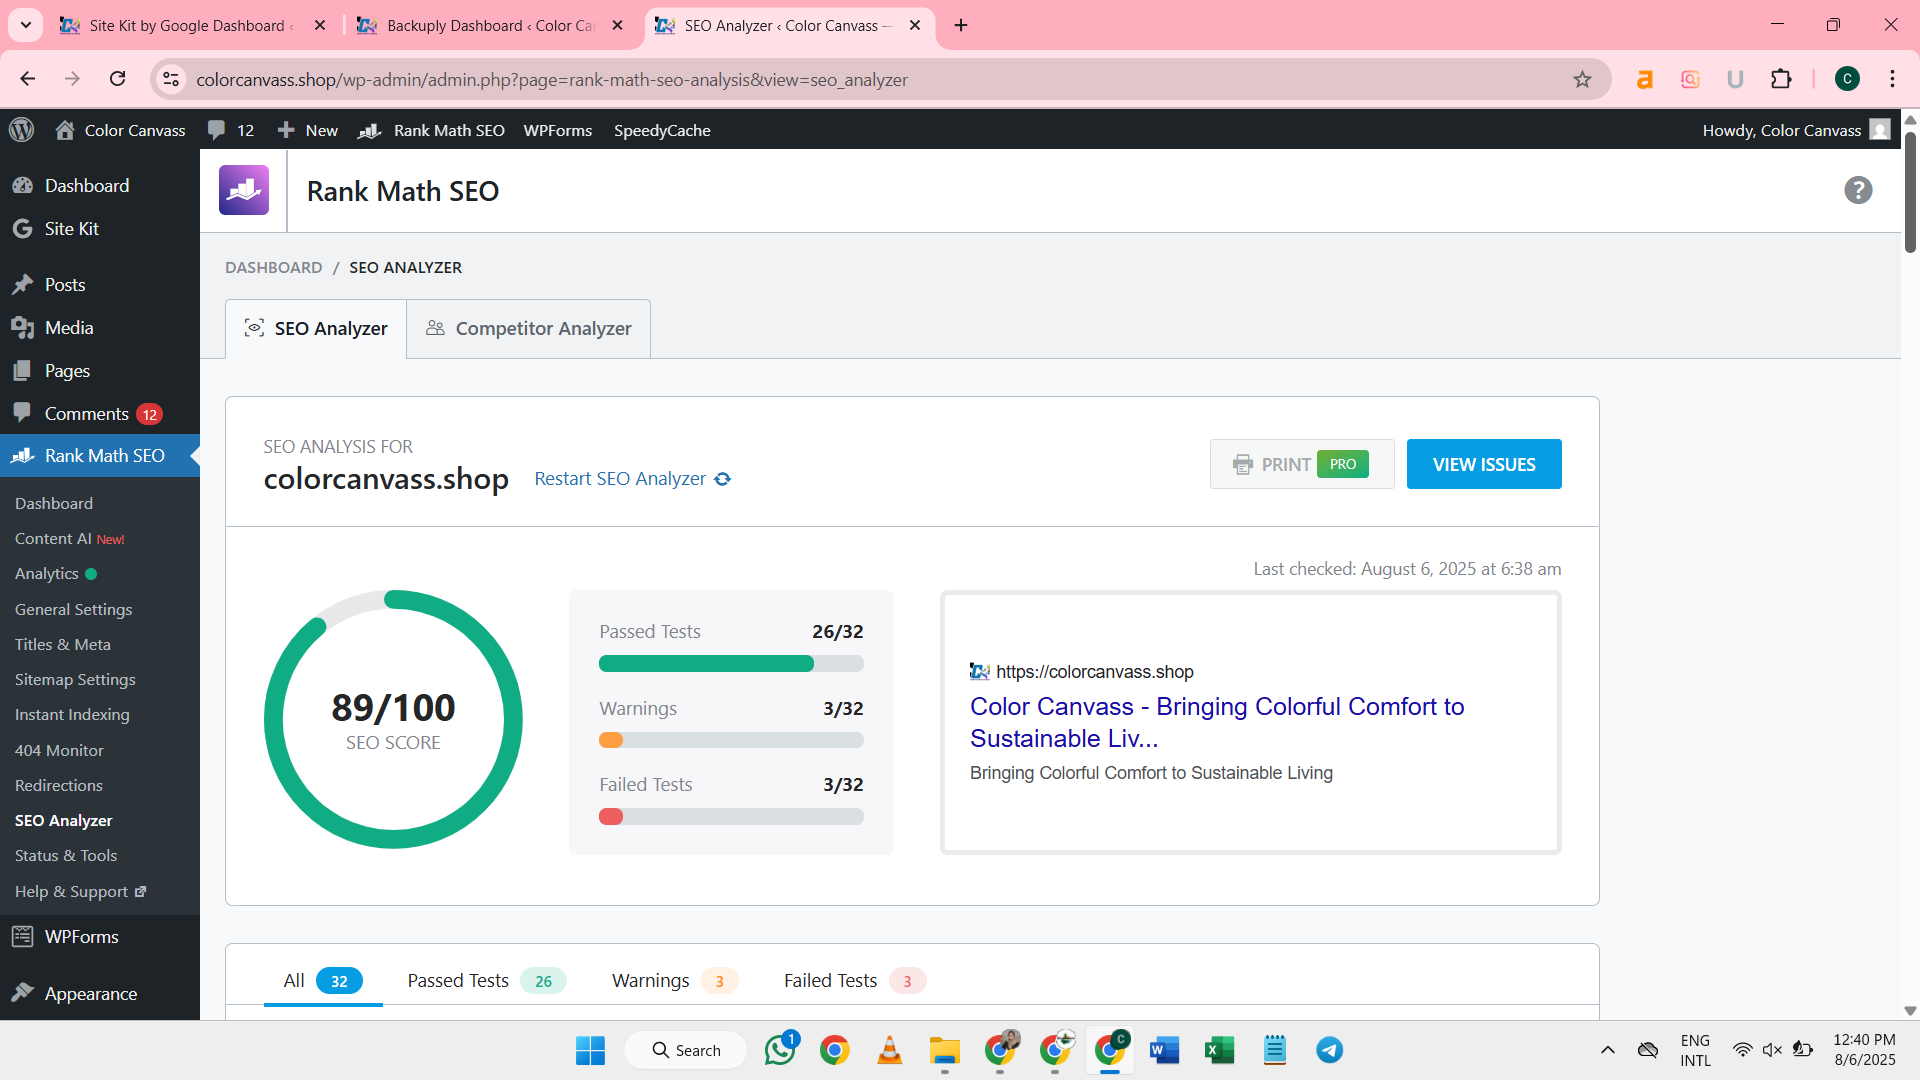 Site Kit by Google Dashboard ‹
Backuply Dashboard ‹ Color Ca
SEO Analyzer ‹ Color Canvass —
colorcanvass.shop/wp-admin/admin.php?page=rank-math-seo-analysis&view=seo_analyzer
C
Color Canvass
12
New
Rank Math SEO
WPForms
SpeedyCache
Howdy, Color Canvass
Dashboard
Site Kit
Posts
Media
Pages
Comments 12
Rank Math SEO
Dashboard
Content AI New!
Analytics
General Settings
Titles & Meta
Sitemap Settings
Instant Indexing
404 Monitor
Redirections
SEO Analyzer
Status & Tools
Help & Support
WPForms
Appearance
Rank Math SEO
?
DASHBOARD / SEO ANALYZER
SEO Analyzer
Competitor Analyzer
SEO ANALYSIS FOR
colorcanvass.shop
Restart SEO Analyzer
PRINT PRO
VIEW ISSUES
Last checked: August 6, 2025 at 6:38 am
89/100
SEO SCORE
Passed Tests 26/32
Warnings 3/32
Failed Tests 3/32
https://colorcanvass.shop
Color Canvass - Bringing Colorful Comfort to
Sustainable Liv...
Bringing Colorful Comfort to Sustainable Living
All 32
Passed Tests 26
Warnings 3
Failed Tests 3
Search
1
C
ENG
INTL
12:40 PM
8/6/2025